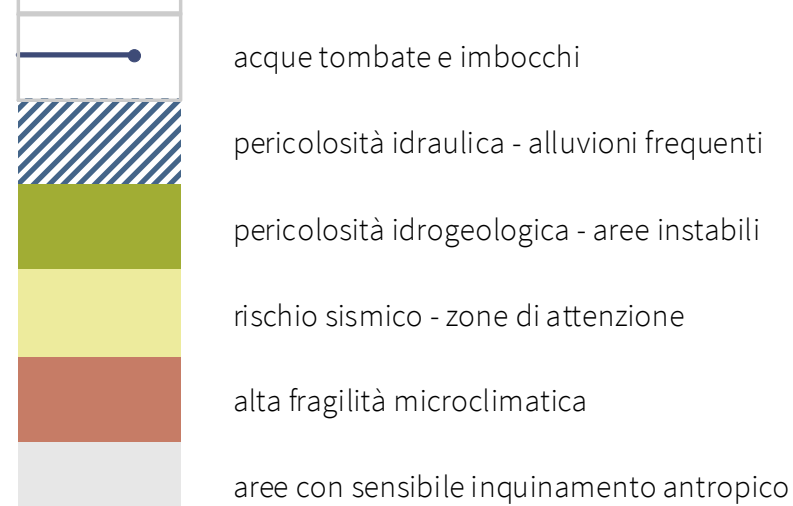 acque tombate e imbocchi
pericolosità idraulica - alluvioni frequenti
pericolosità idrogeologica - aree instabili
rischio sismico - zone di attenzione
alta fragilità microclimatica
aree con sensibile inquinamento antropico